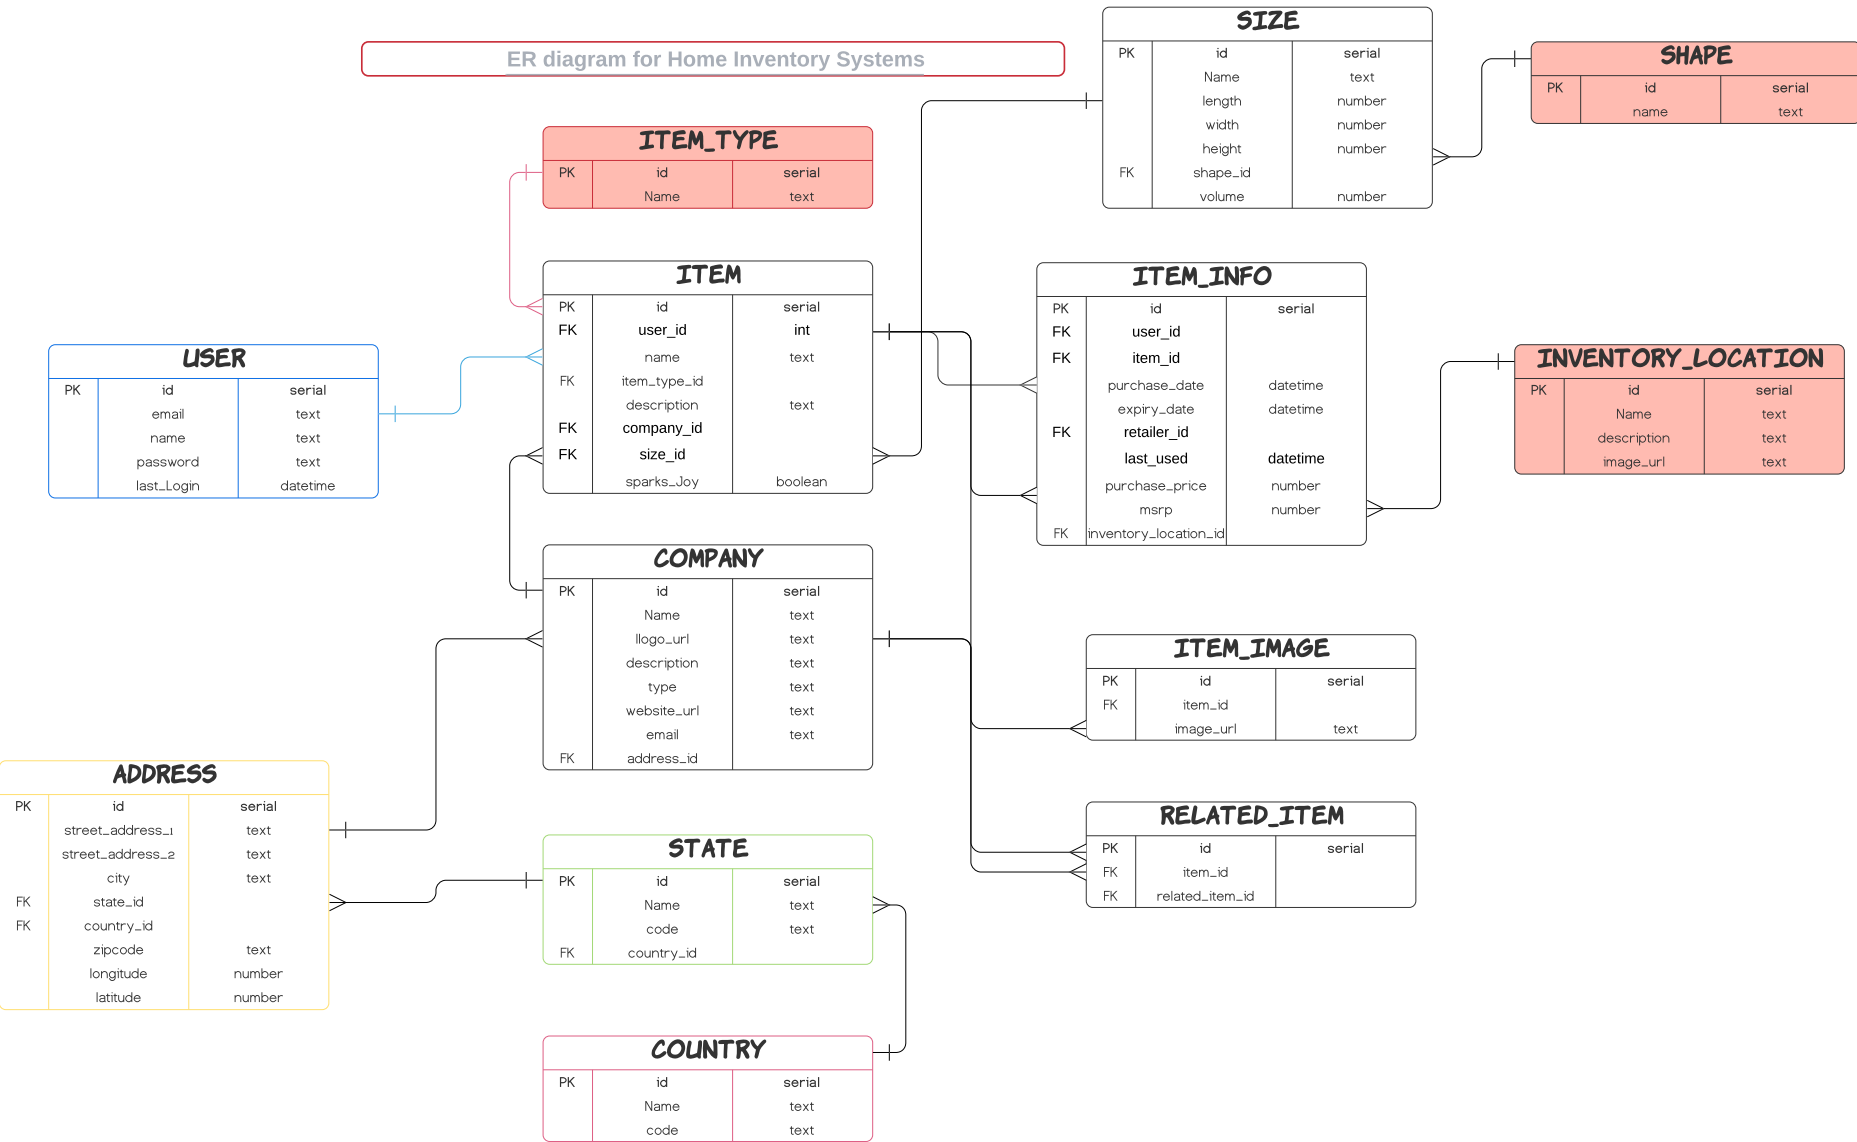 ER diagram for Home Inventory Systems
SIZE
PK id serial
Name text
length number
width number
height number
FK shape_id
volume number
SHAPE
PK id serial
name text
ITEM_TYPE
PK id serial
Name text
ITEM
PK id serial
FK user_id int
name text
FK item_type_id
description text
FK company_id
FK size_id
sparks_Joy boolean
ITEM_INFO
PK id serial
FK user_id
FK item_id
purchase_date datetime
expiry_date datetime
FK retailer_id
last_used datetime
purchase_price number
msrp number
FK inventory_location_id
USER
PK id serial
email text
name text
password text
last_Login datetime
INVENTORY_LOCATION
PK id serial
Name text
description text
image_url text
COMPANY
PK id serial
Name text
llogo_url text
description text
type text
website_url text
email text
FK address_id
ITEM_IMAGE
PK id serial
FK item_id
image_url text
ADDRESS
PK id serial
street_address_1 text
street_address_2 text
city text
FK state_id
FK country_id
zipcode text
longitude number
latitude number
STATE
PK id serial
Name text
code text
FK country_id
RELATED_ITEM
PK id serial
FK item_id
FK related_item_id
COUNTRY
PK id serial
Name text
code text